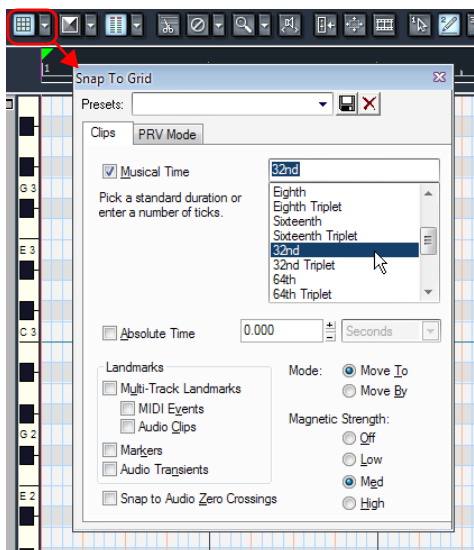 1
Snap To Grid
Presets:
Clips PRV Mode
Musical Time 32nd
Pick a standard duration or
enter a number of ticks.
Eighth
Eighth Triplet
Sixteenth
Sixteenth Triplet
32nd
32nd Triplet
64th
64th Triplet
Absolute Time 0.000 Seconds
Landmarks
Multi-Track Landmarks
MIDI Events
Audio Clips
Markers
Audio Transients
Snap to Audio Zero Crossings
Mode: Move To
Move By
Magnetic Strength:
Off
Low
Med
High
G 3
E 3
C 3
G 2
E 2